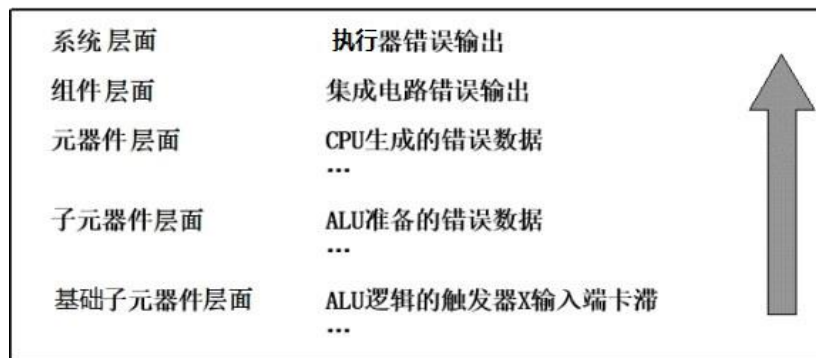 系统层面 执行器错误输出
组件层面 集成电路错误输出
元器件层面 CPU生成的错误数据
...
子元器件层面 ALU准备的错误数据
...
基础子元器件层面 ALU逻辑的触发器X输入端卡滞
...